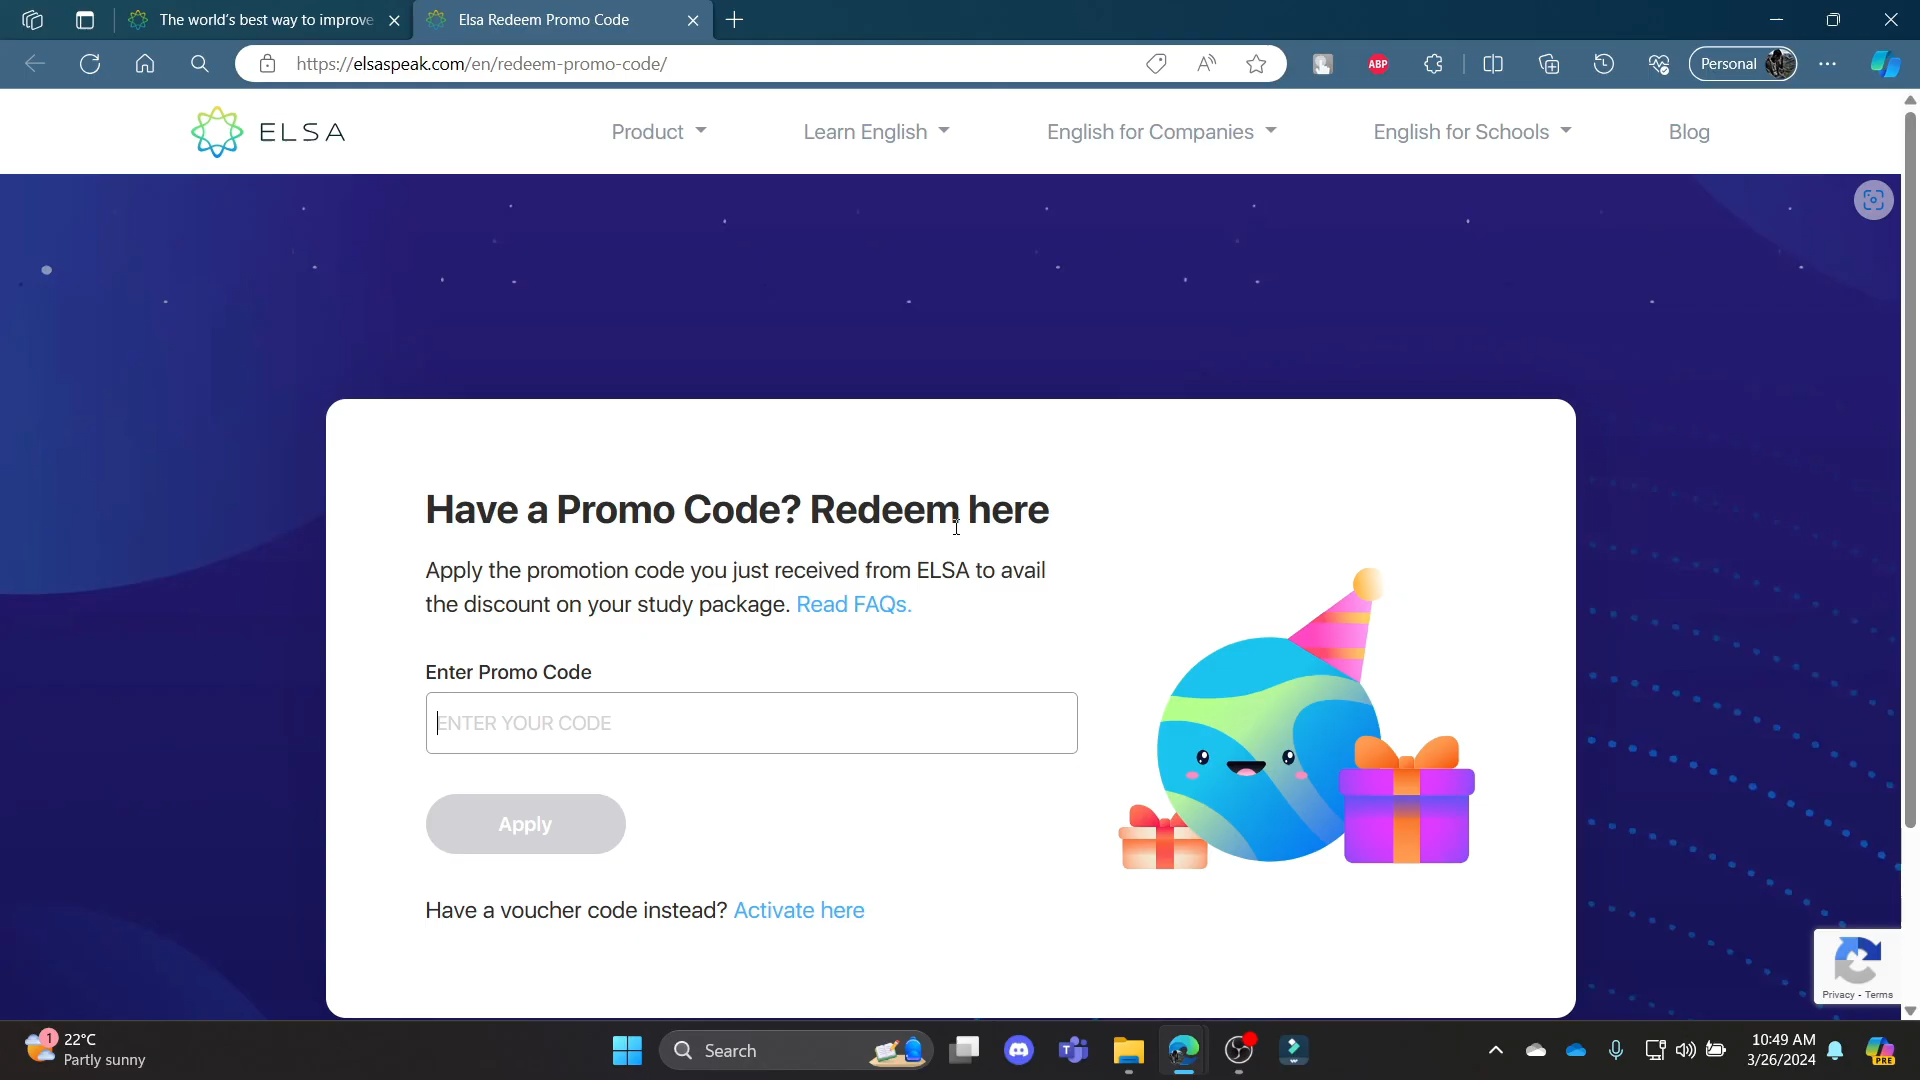 The world's best way to improve
Elsa Redeem Promo Code
https://elsaspeak.com/en/redeem-promo-code/
ABP
Personal
ELSA
Product
Learn English
English for Companies
English for Schools
Blog
Have a Promo Code? Redeem here
Apply the promotion code you just received from ELSA to avail
the discount on your study package. Read FAQs.
Enter Promo Code
ENTER YOUR CODE
Apply
Have a voucher code instead? Activate here
Privacy - Terms
1
22°C
Partly sunny
Search
10:49 AM
3/26/2024
PRE